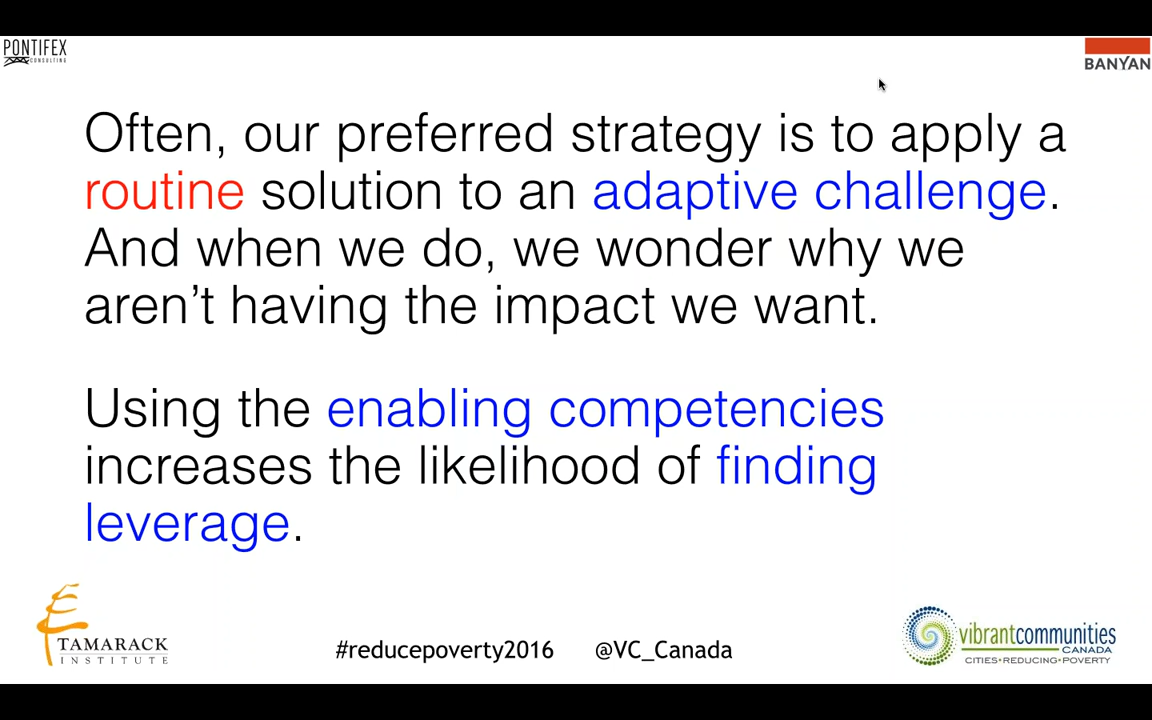 PONTIFEX
CONSULTING
BANYAN
Often, our preferred strategy is to apply a
routine solution to an adaptive challenge.
And when we do, we wonder why we
aren’t having the impact we want.
Using the enabling competencies
increases the likelihood of finding
leverage.
TAMARACK
INSTITUTE
#reducepoverty2016 @VC_Canada
vibrantcommunities
CANADA
CITIES•REDUCING•POVERTY